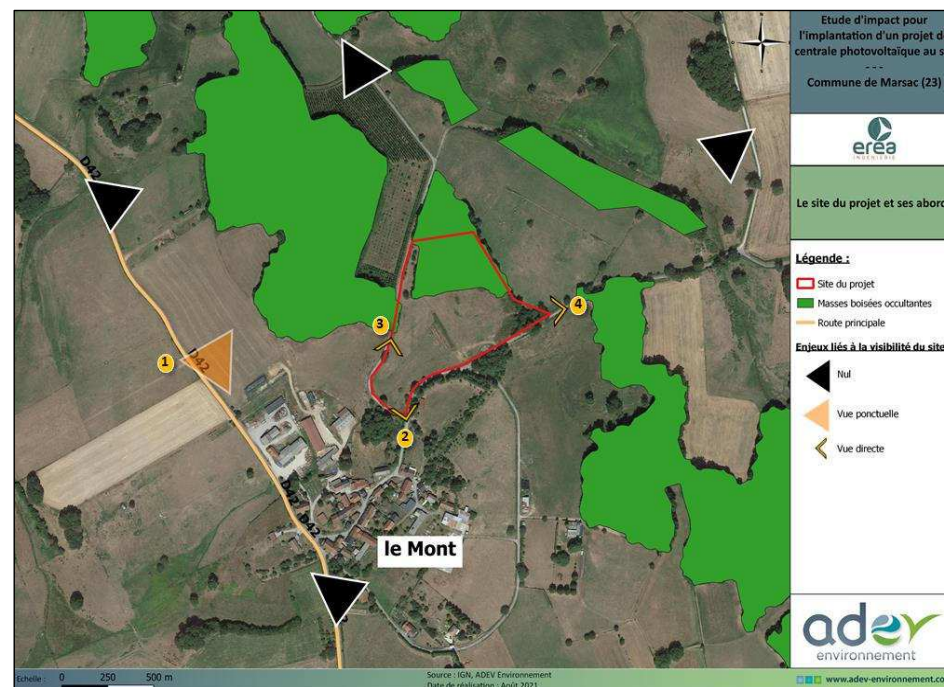 Etude d'impact pour
l'implantation d'un projet de
centrale photovoltaïque au s
- - -
Commune de Marsac (23)
eréa
INGENIERIE
Le site du projet et ses abord
Légende :
Site du projet
Masses boisées occultantes
Route principale
Enjeux liés à la visibilité du site
Nul
Vue ponctuelle
Vue directe
D42
1
D42
3
4
2
D42
le Mont
adev
environnement
www.adev-environnement.co
Echelle : 0 250 500 m
Source : IGN, ADEV Environnement
Date de réalisation : Août 2021